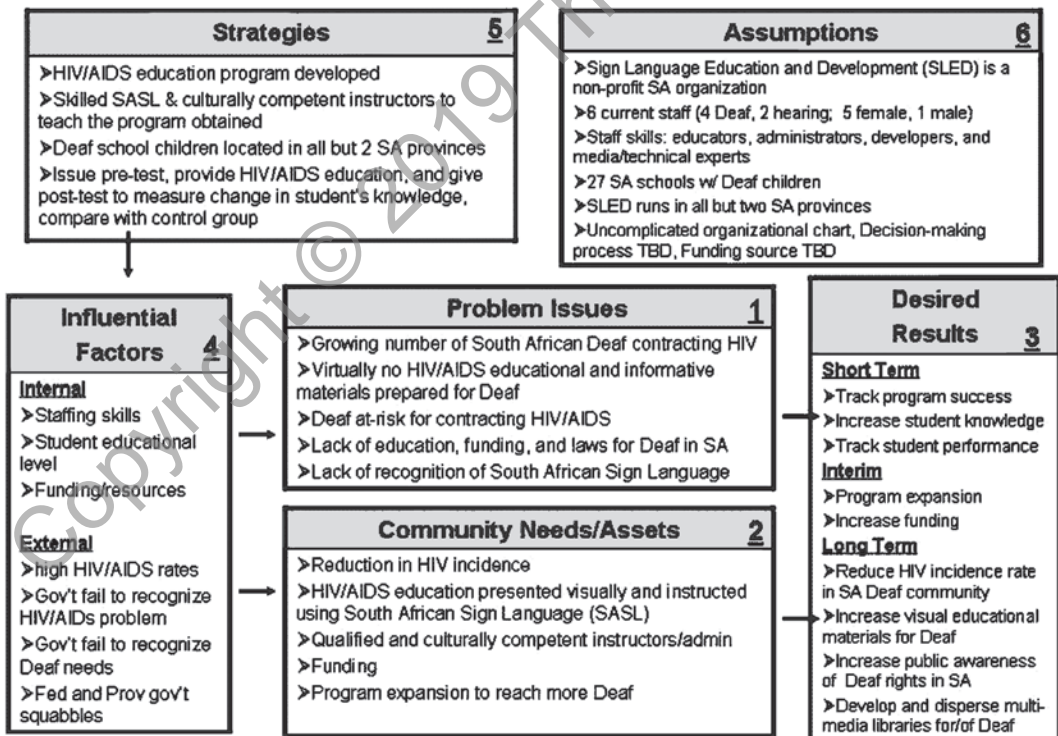 Strategies 5
➢HIV/AIDS education program developed
➢Skilled SASL & culturally competent instructors to
teach the program obtained
➢Deaf school children located in all but 2 SA provinces
➢Issue pre-test, provide HIV/AIDS education, and give
post-test to measure change in student's knowledge,
compare with control group
Assumptions 6
➢Sign Language Education and Development (SLED) is a
non-profit SA organization
➢6 current staff (4 Deaf, 2 hearing; 5 female, 1 male)
➢Staff skills: educators, administrators, developers, and
media/technical experts
➢27 SA schools w/ Deaf children
➢SLED runs in all but two SA provinces
➢Uncomplicated organizational chart, Decision-making
process TBD, Funding source TBD
Influential
Factors 4
Internal
➢Staffing skills
➢Student educational
level
➢Funding/resources
External
➢high HIV/AIDS rates
➢Gov't fail to recognize
HIV/AIDs problem
➢Gov't fail to recognize
Deaf needs
➢Fed and Prov gov't
squabbles
Problem Issues 1
➢Growing number of South African Deaf contracting HIV
➢Virtually no HIV/AIDS educational and informative
materials prepared for Deaf
➢Deaf at-risk for contracting HIV/AIDS
➢Lack of education, funding, and laws for Deaf in SA
➢Lack of recognition of South African Sign Language
Community Needs/Assets 2
➢Reduction in HIV incidence
➢HIV/AIDS education presented visually and instructed
using South African Sign Language (SASL)
➢Qualified and culturally competent instructors/admin
➢Funding
➢Program expansion to reach more Deaf
Desired
Results 3
Short Term
➢Track program success
➢Increase student knowledge
➢Track student performance
Interim
➢Program expansion
➢Increase funding
Long Term
➢Reduce HIV incidence rate
in SA Deaf community
➢Increase visual educational
materials for Deaf
➢Increase public awareness
of Deaf rights in SA
➢Develop and disperse multi-
media libraries for/of Deaf
Copyright © 2019 Th